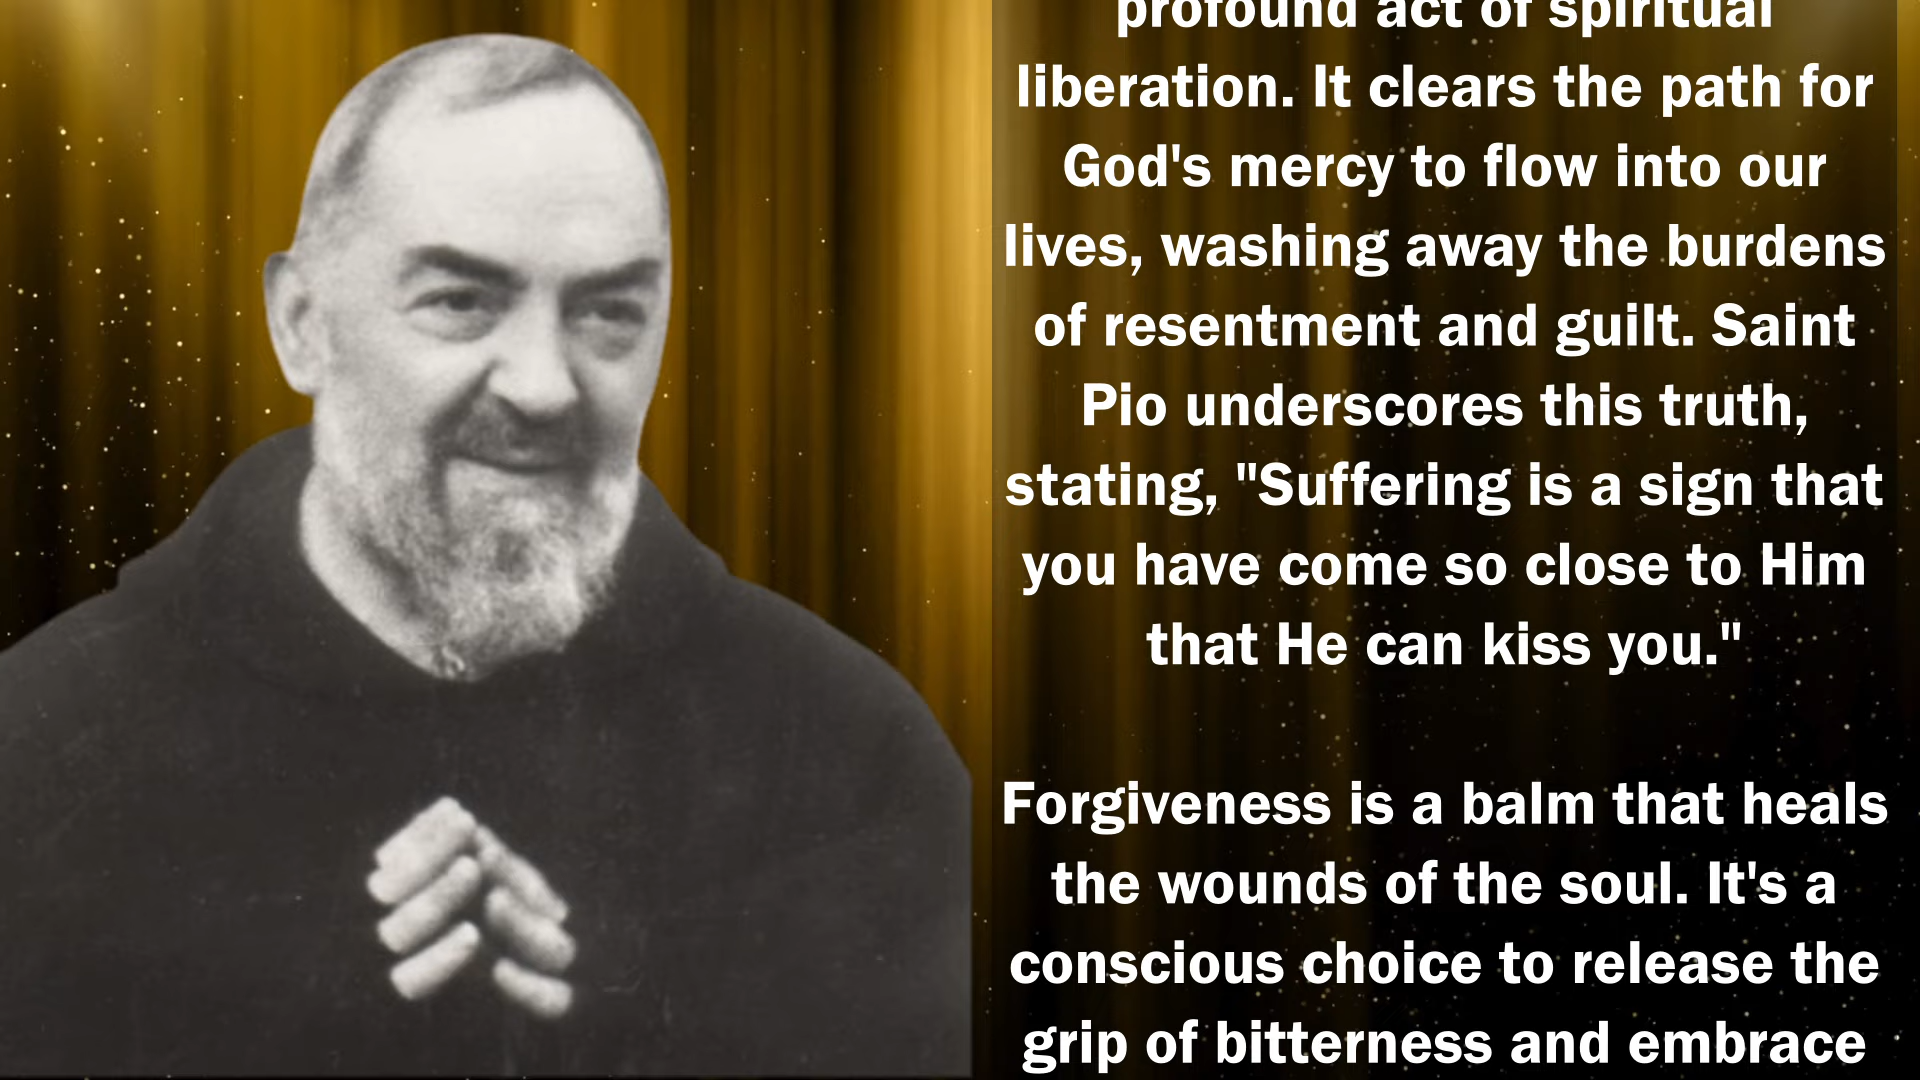 profound act of spiritual
liberation. It clears the path for
God's mercy to flow into our
lives, washing away the burdens
of resentment and guilt. Saint
Pio underscores this truth,
stating, "Suffering is a sign that
you have come so close to Him
that He can kiss you."
Forgiveness is a balm that heals
the wounds of the soul. It's a
conscious choice to release the
grip of bitterness and embrace